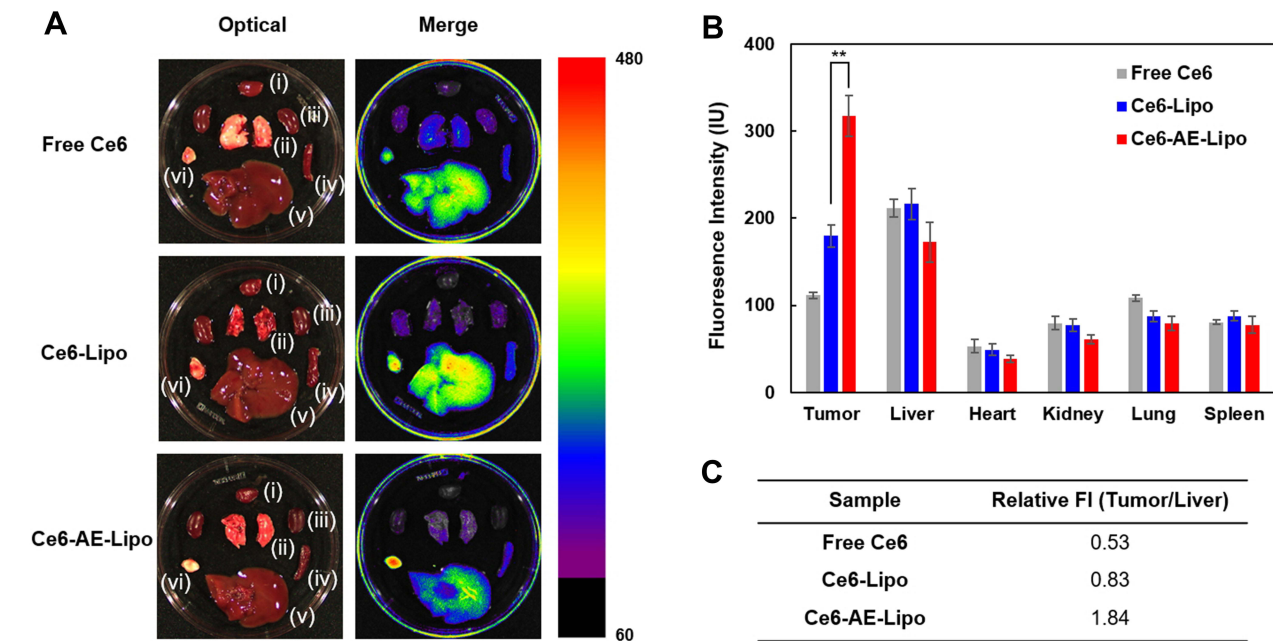 A
Optical
Merge
Free Ce6
(i)
(iii)
(ii)
(vi)
(iv)
(v)
Ce6-Lipo
(i)
(iii)
(ii)
(vi)
(iv)
(v)
Ce6-AE-Lipo
(i)
(iii)
(ii)
(vi)
(iv)
(v)
480
60
B
Fluoresence Intensity (IU)
400
300
200
100
0
**
Free Ce6
Ce6-Lipo
Ce6-AE-Lipo
Tumor Liver Heart Kidney Lung Spleen
C
Sample Relative FI (Tumor/Liver)
Free Ce6 0.53
Ce6-Lipo 0.83
Ce6-AE-Lipo 1.84